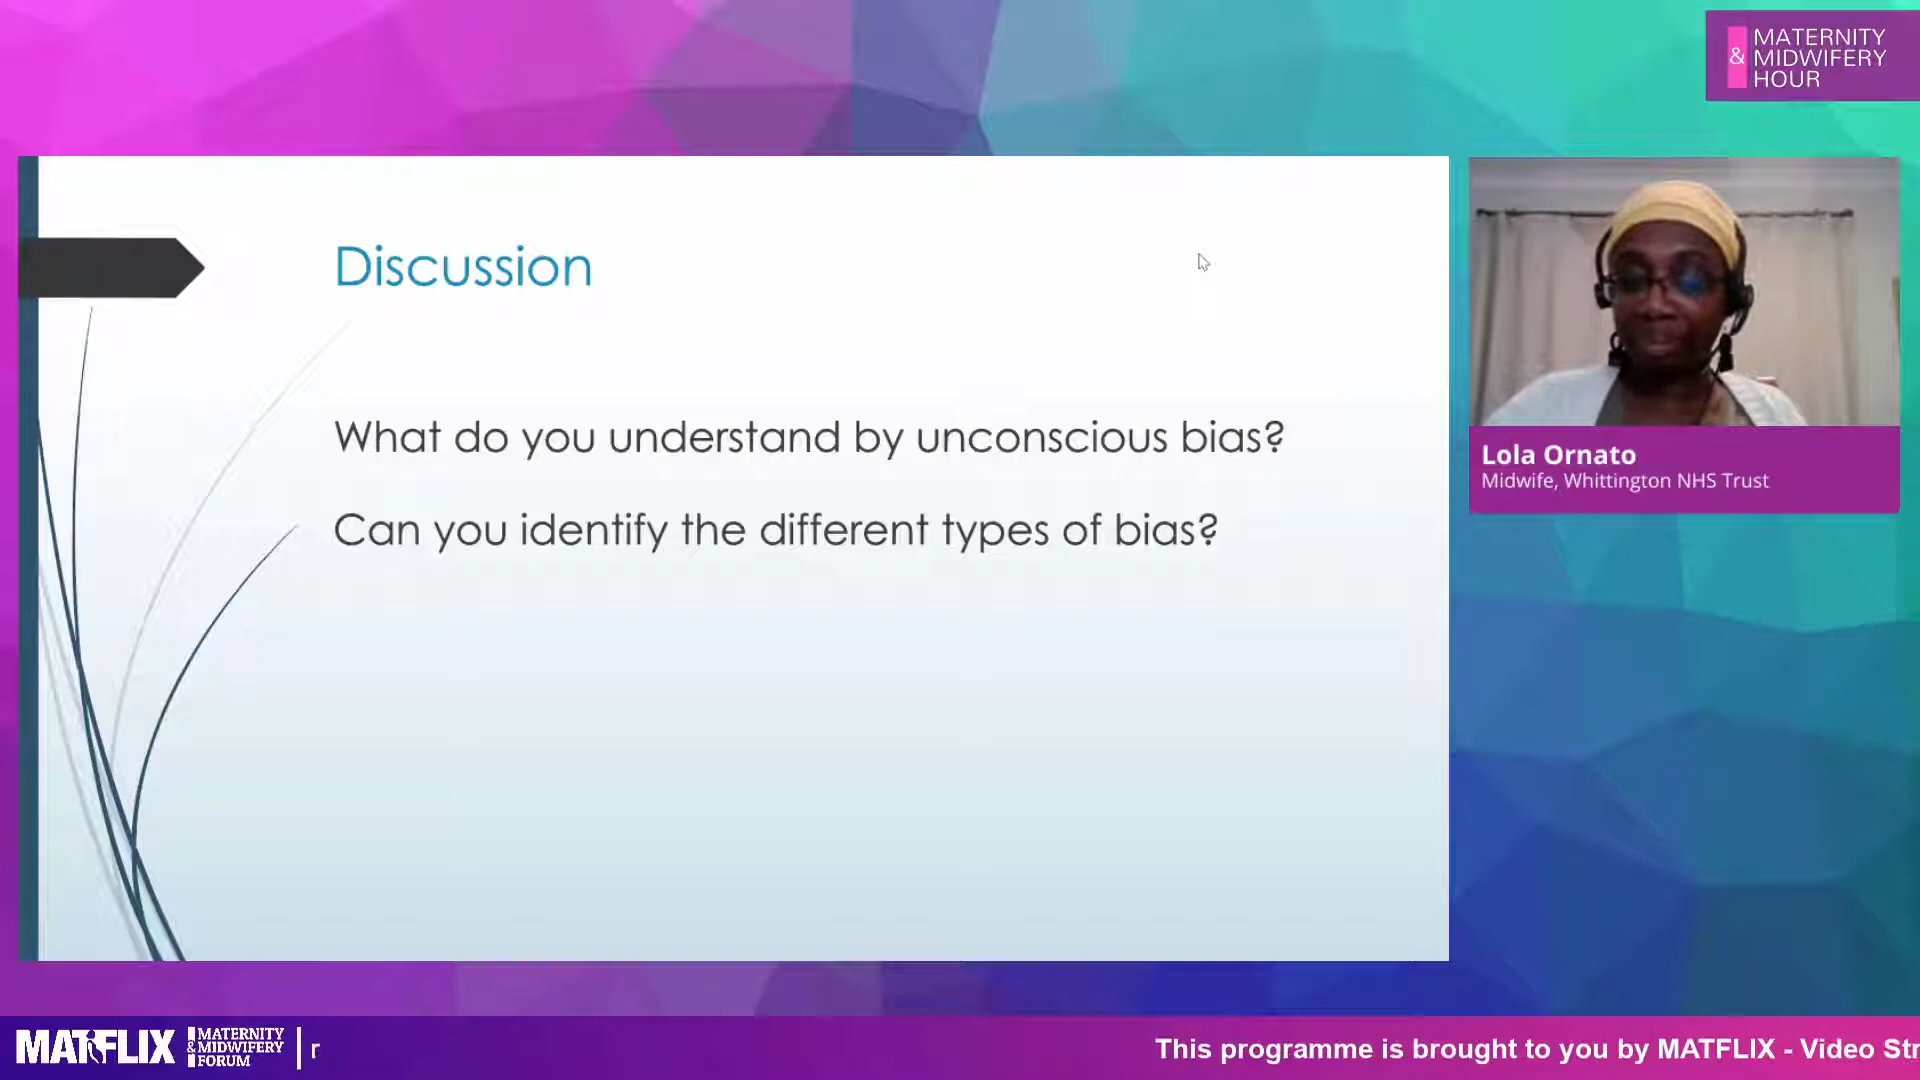 MATERNITY
& MIDWIFERY
HOUR
Discussion
What do you understand by unconscious bias?
Can you identify the different types of bias?
Lola Ornato
Midwife, Whittington NHS Trust
MATFLIX
MATERNITY
& MIDWIFERY
FORUM
This programme is brought to you by MATFLIX - Video